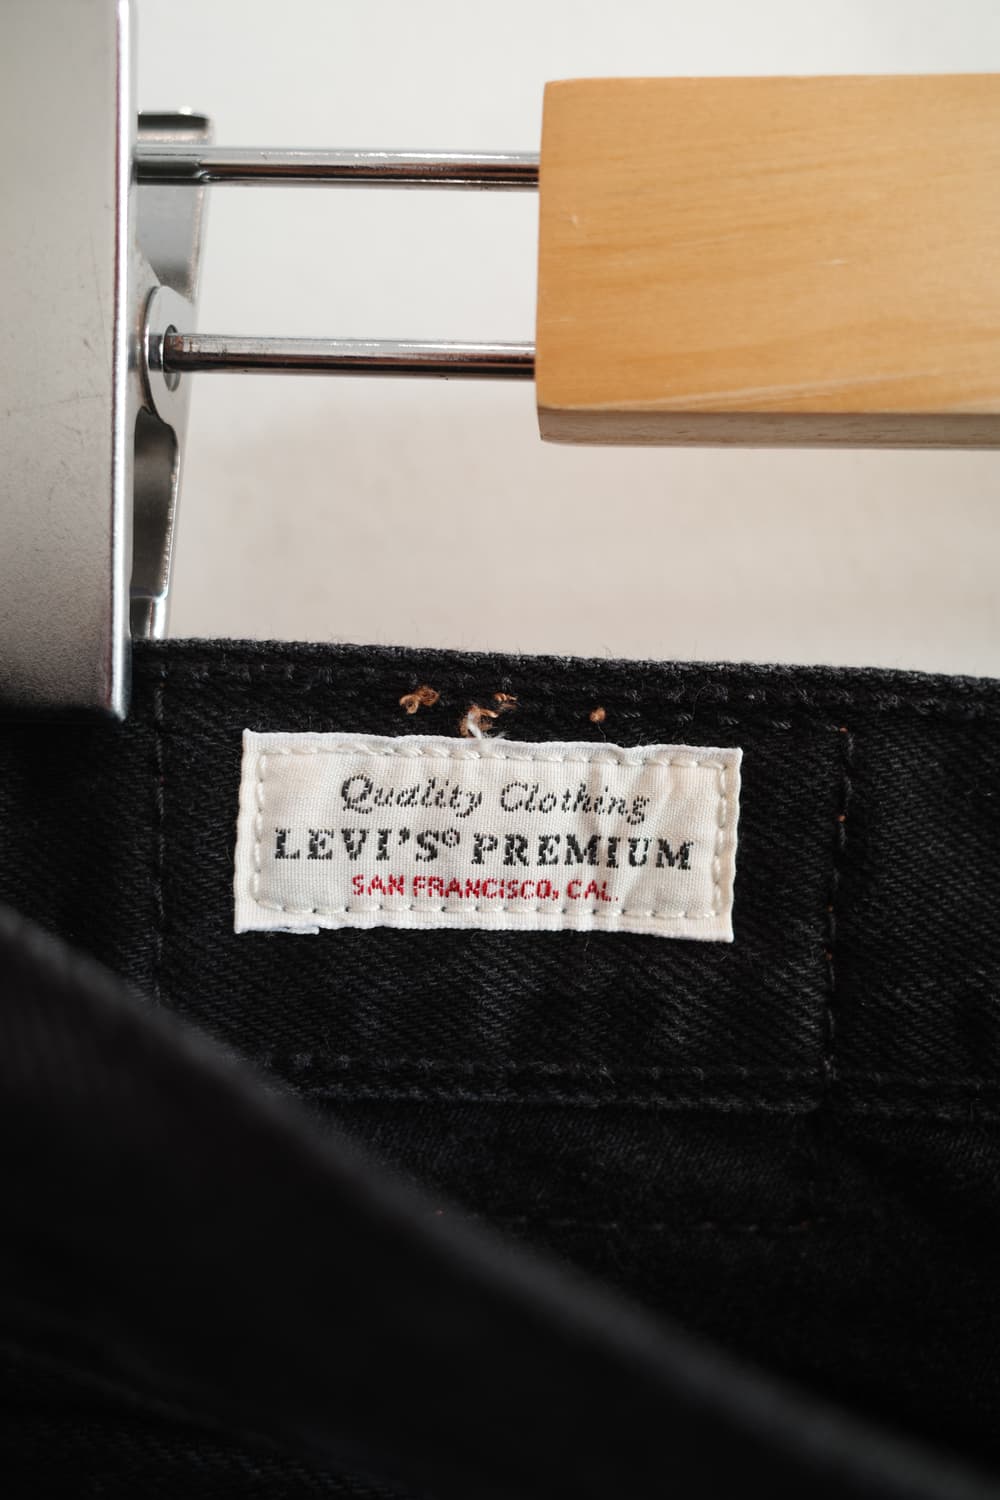 Quality Clothing
LEVI'S® PREMIUM
SAN FRANCISCO, CAL.